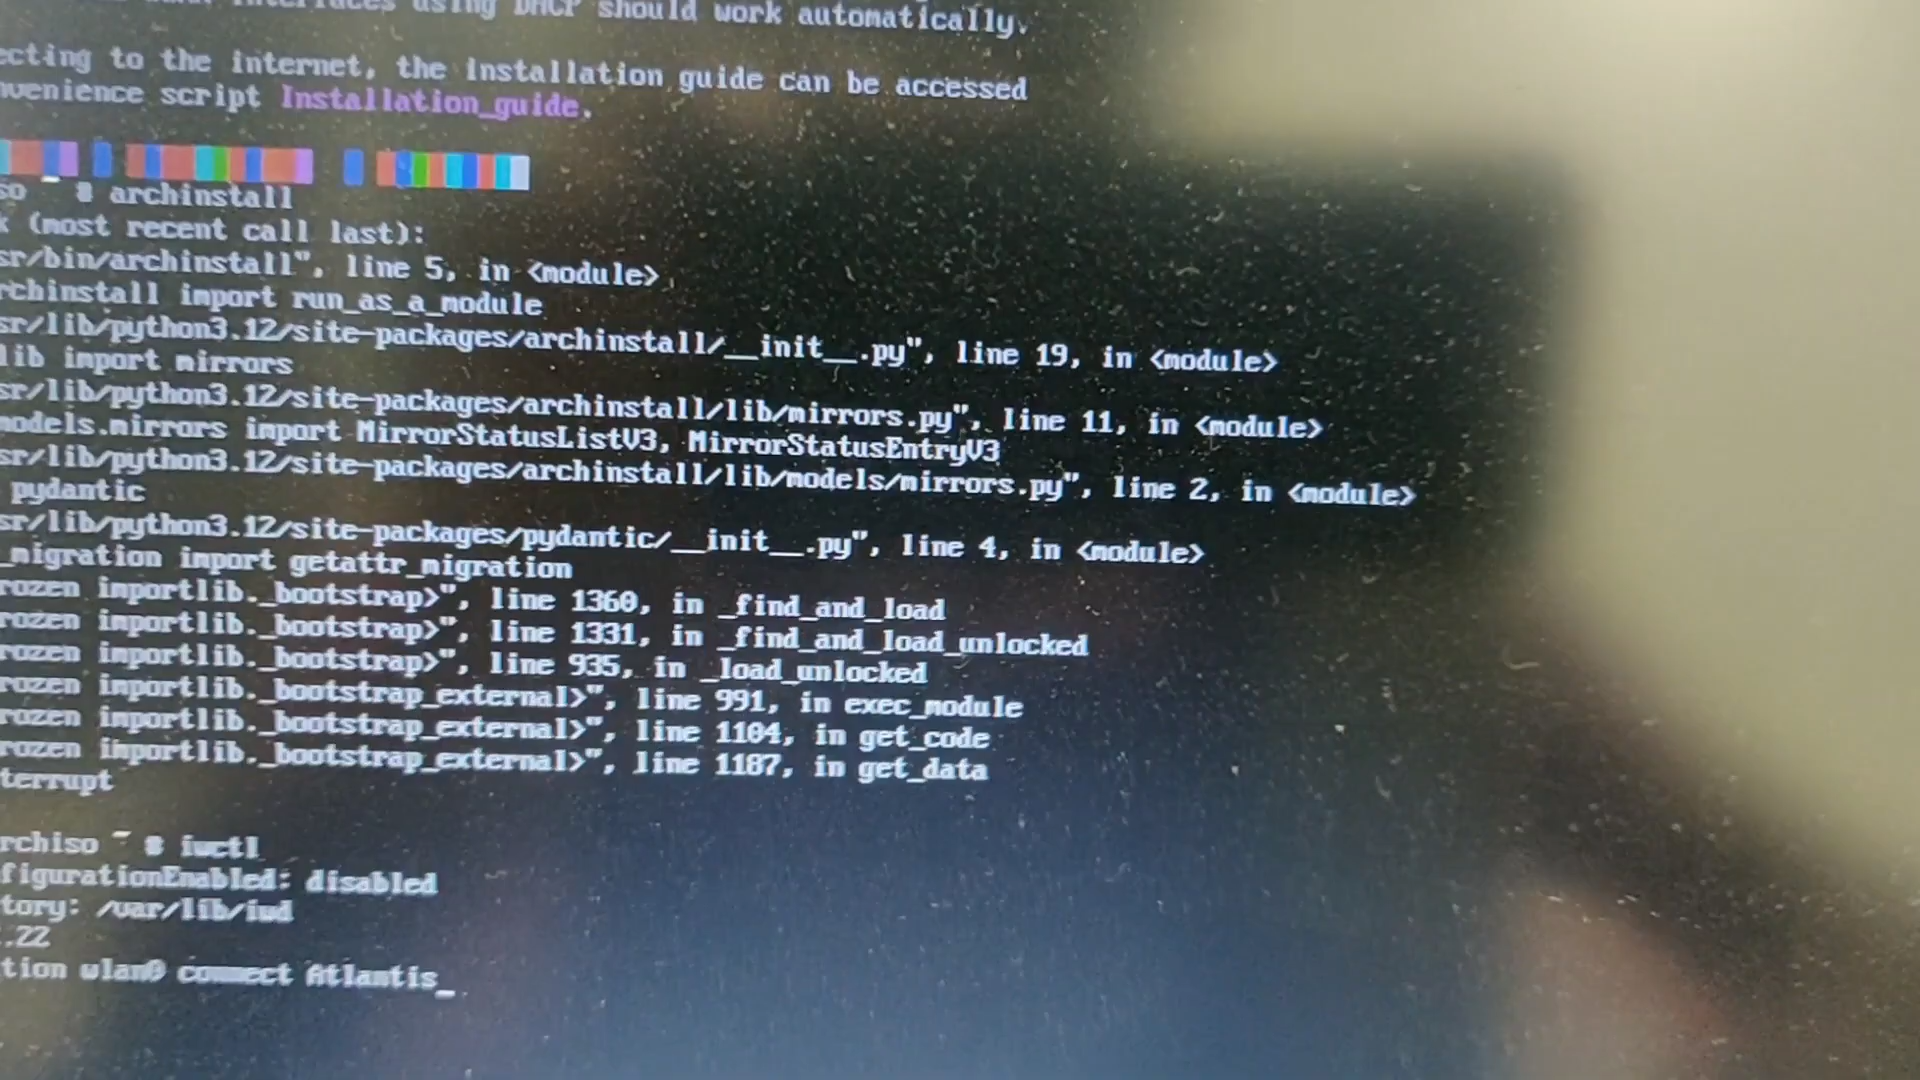 using DHCP should work automatically.
ecting to the internet, the installation guide can be accessed
nvenience script Installation_guide.
so ~ # archinstall
k (most recent call last):
sr/bin/archinstall", line 5, in <module>
rchinstall import run_as_a_module
sr/lib/python3.12/site-packages/archinstall/__init__.py", line 19, in <module>
lib import mirrors
sr/lib/python3.12/site-packages/archinstall/lib/mirrors.py", line 11, in <module>
models.mirrors import MirrorStatusListV3, MirrorStatusEntryV3
sr/lib/python3.12/site-packages/archinstall/lib/models/mirrors.py", line 2, in <module>
pydantic
sr/lib/python3.12/site-packages/pydantic/__init__.py", line 4, in <module>
_migration import getattr_migration
rozen importlib._bootstrap>", line 1360, in _find_and_load
rozen importlib._bootstrap>", line 1331, in _find_and_load_unlocked
rozen importlib._bootstrap>", line 935, in _load_unlocked
rozen importlib._bootstrap_external>", line 991, in exec_module
rozen importlib._bootstrap_external>", line 1104, in get_code
rozen importlib._bootstrap_external>", line 1187, in get_data
terrupt
rchiso ~ # iwctl
figurationEnabled: disabled
tory: /var/lib/iwd
.22
tion wlan0 connect Atlantis_